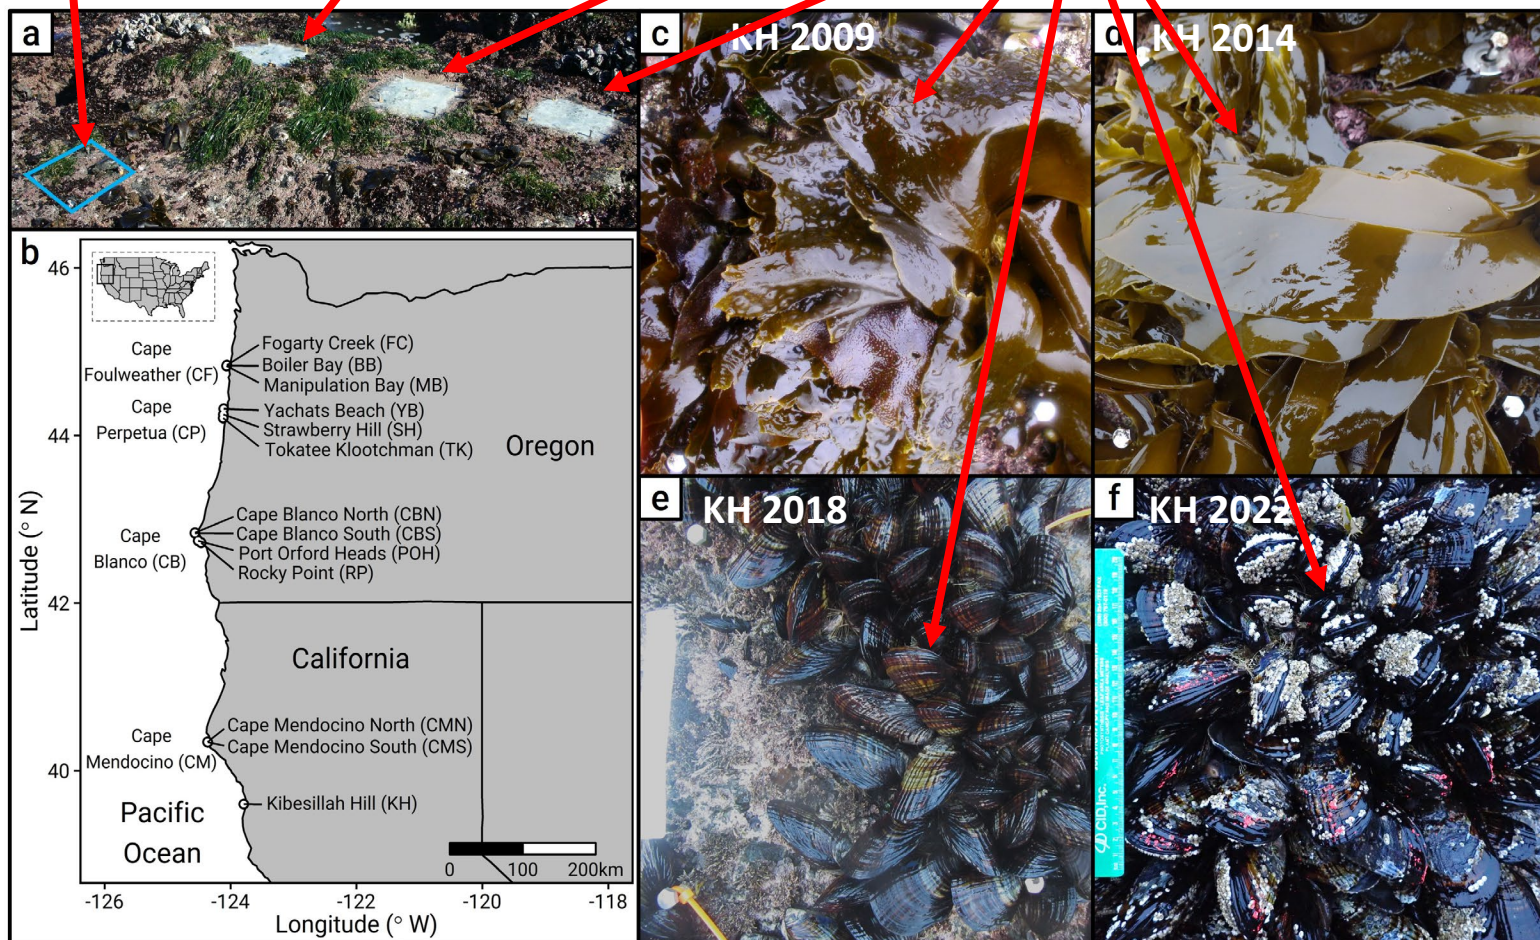 a
b
46
44
42
40
Latitude (° N)
-126
-124
-122
-120
-118
Longitude (° W)
Cape
Foulweather (CF)
Fogarty Creek (FC)
Boiler Bay (BB)
Manipulation Bay (MB)
Cape
Perpetua (CP)
Yachats Beach (YB)
Strawberry Hill (SH)
Tokatee Klootchman (TK)
Oregon
Cape
Blanco (CB)
Cape Blanco North (CBN)
Cape Blanco South (CBS)
Port Orford Heads (POH)
Rocky Point (RP)
California
Cape
Mendocino (CM)
Cape Mendocino North (CMN)
Cape Mendocino South (CMS)
Kibesillah Hill (KH)
Pacific
Ocean
0
100
200km
c
KH 2009
d
KH 2014
e
KH 2018
f
KH 2022
CID, Inc.